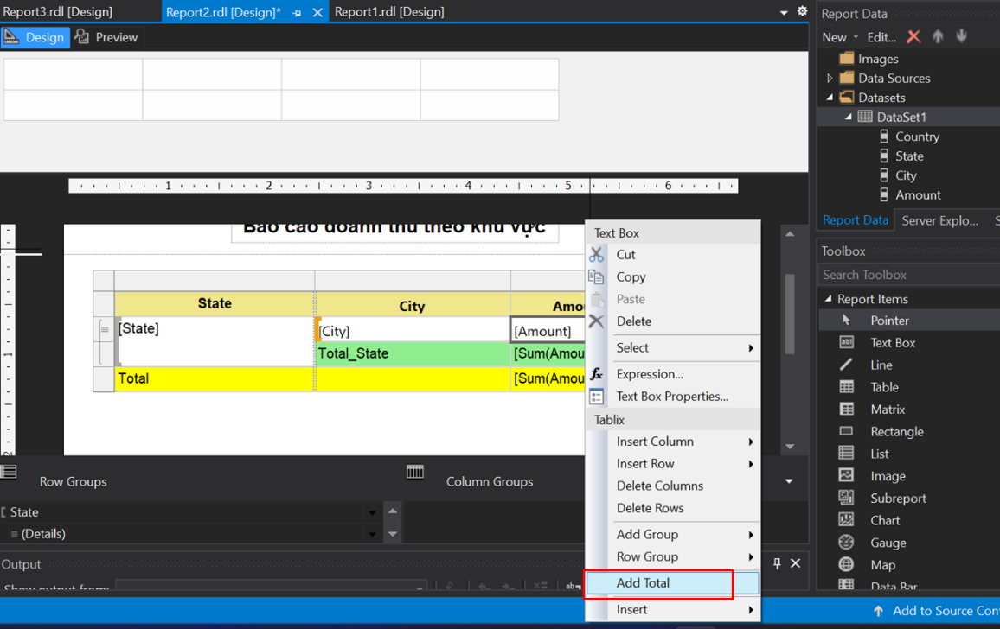 Report3.rdl [Design]
Report2.rdl [Design]*
Report1.rdl [Design]
Design
Preview
1 2 3 4 5 6
Báo cáo doanh thu theo khu vực
State City Amou
[State] [City] [Amount]
Total_State [Sum(Amou
Total [Sum(Amou
1
2
Row Groups
Column Groups
State
(Details)
Output
Show output from:
Text Box
Cut
Copy
Paste
Delete
Select
fx Expression...
Text Box Properties...
Tablix
Insert Column
Insert Row
Delete Columns
Delete Rows
Add Group
Row Group
Add Total
Insert
Report Data
New Edit...
Images
Data Sources
Datasets
DataSet1
Country
State
City
Amount
Report Data Server Explo... S
Toolbox
Search Toolbox
Report Items
Pointer
Text Box
Line
Table
Matrix
Rectangle
List
Image
Subreport
Chart
Gauge
Map
Data Bar
Add to Source Con